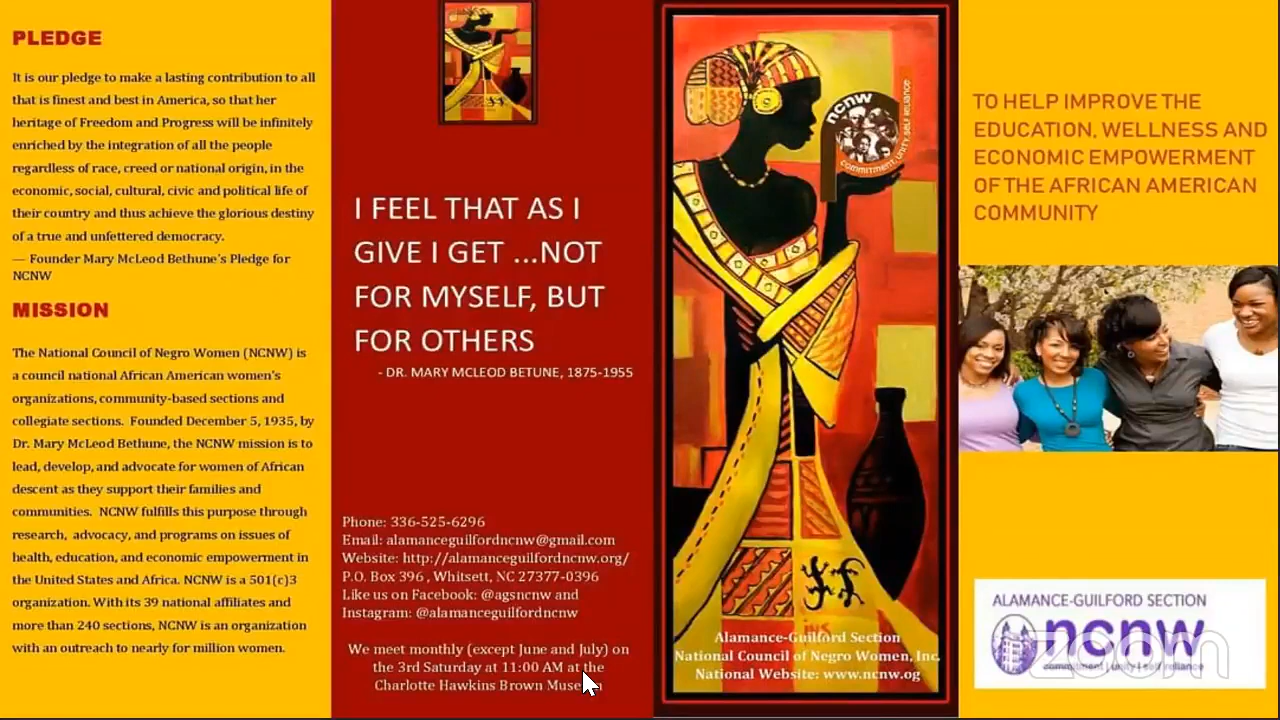 PLEDGE
It is our pledge to make a lasting contribution to all
that is finest and best in America, so that her
heritage of Freedom and Progress will be infinitely
enriched by the integration of all the people
regardless of race, creed or national origin, in the
economic, social, cultural, civic and political life of
their country and thus achieve the glorious destiny
of a true and unfettered democracy.
— Founder Mary McLeod Bethune's Pledge for
NCNW
MISSION
The National Council of Negro Women (NCNW) is
a council national African American women's
organizations, community-based sections and
collegiate sections. Founded December 5, 1935, by
Dr. Mary McLeod Bethune, the NCNW mission is to
lead, develop, and advocate for women of African
descent as they support their families and
communities. NCNW fulfills this purpose through
research, advocacy, and programs on issues of
health, education, and economic empowerment in
the United States and Africa. NCNW is a 501(c)3
organization. With its 39 national affiliates and
more than 240 sections, NCNW is an organization
with an outreach to nearly for million women.
I FEEL THAT AS I
GIVE I GET ...NOT
FOR MYSELF, BUT
FOR OTHERS
- DR. MARY MCLEOD BETUNE, 1875-1955
Phone: 336-525-6296
Email: alamanceguilfordncnw@gmail.com
Website: http://alamanceguilfordncnw.org/
P.O. Box 396 , Whitsett, NC 27377-0396
Like us on Facebook: @agsncnw and
Instagram: @alamanceguilfordncnw
We meet monthly (except June and July) on
the 3rd Saturday at 11:00 AM at the
Charlotte Hawkins Brown
ncnw
commitment, unity, self reliance
Alamance-Guilford Section
National Council of Negro Women, Inc.
National Website: www.ncnw.og
TO HELP IMPROVE THE
EDUCATION, WELLNESS AND
ECONOMIC EMPOWERMENT
OF THE AFRICAN AMERICAN
COMMUNITY
ALAMANCE-GUILFORD SECTION
ncnw
commitment | unity | self reliance
zoom